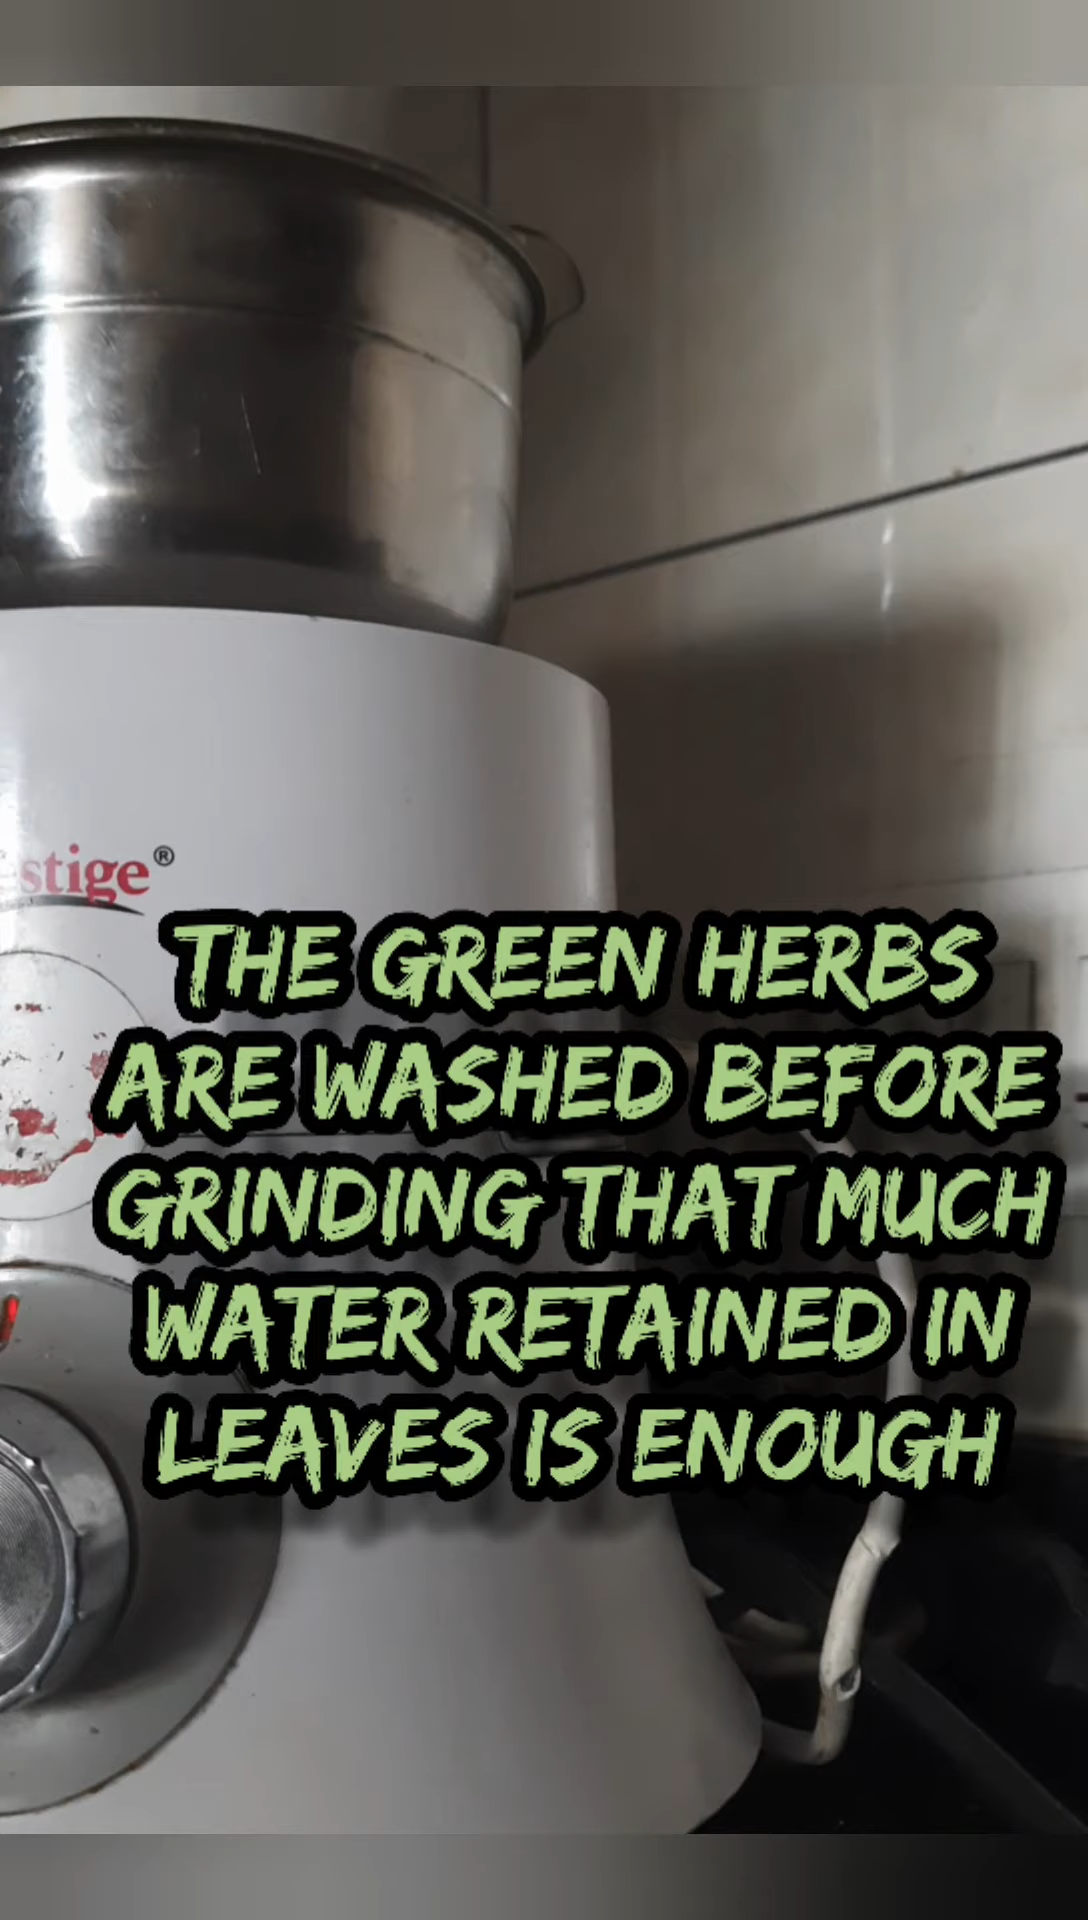 stige®
THE GREEN HERBS
ARE WASHED BEFORE
GRINDING THAT MUCH
WATER RETAINED IN
LEAVES IS ENOUGH